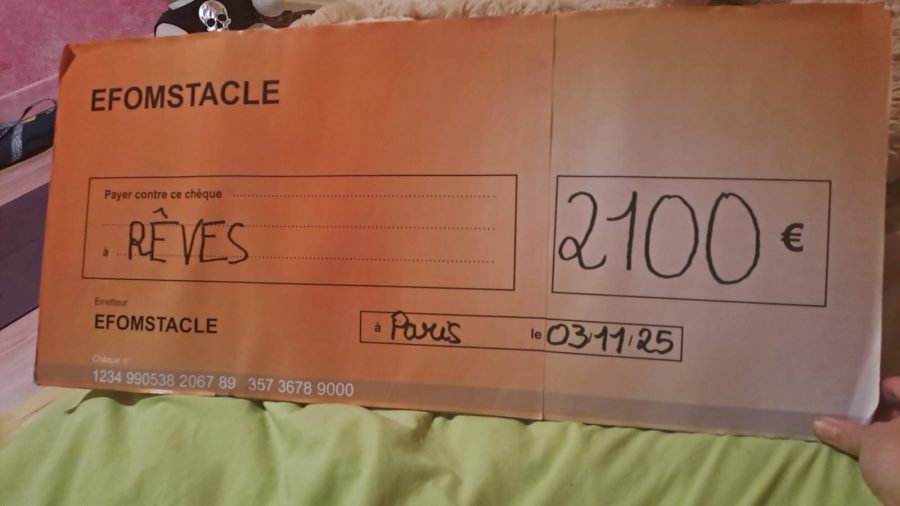 EFOMSTACLE
Payer contre ce chèque
à RÊVES
2100 €
Emetteur
EFOMSTACLE
à Paris le 03/11/25
Chèque n°
1234 990538 2067 89 357 3678 9000